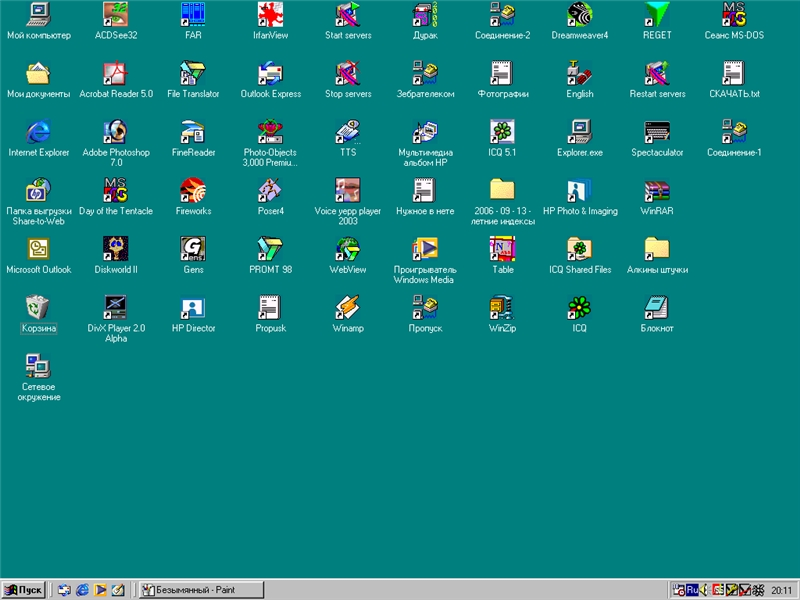 Мой компьютер
ACDSee32
FAR
IrfanView
Start servers
Дурак
Соединение-2
Dreamweaver4
REGET
Сеанс MS-DOS
Мои документы
Acrobat Reader 5.0
File Translator
Outlook Express
Stop servers
Зебрателеком
Фотографии
English
Restart servers
СКАЧАТЬ.txt
Internet Explorer
Adobe Photoshop
7.0
FineReader
Photo-Objects
3,000 Premiu...
TTS
Мультимедиа
альбом HP
ICQ 5.1
Explorer.exe
Spectaculator
Соединение-1
Папка выгрузки
Share-to-Web
Day of the Tentacle
Fireworks
Poser4
Voice yepp player
2003
Нужное в нете
2006 - 09 - 13 -
летние индексы
HP Photo & Imaging
WinRAR
Microsoft Outlook
Diskworld II
Gens
PROMT 98
WebView
Проигрыватель
Windows Media
Table
ICQ Shared Files
Алкины штучки
Корзина
DivX Player 2.0
Alpha
HP Director
Propusk
Winamp
Пропуск
WinZip
ICQ
Блокнот
Сетевое
окружение
Пуск
Безымянный - Paint
Ru
20:11